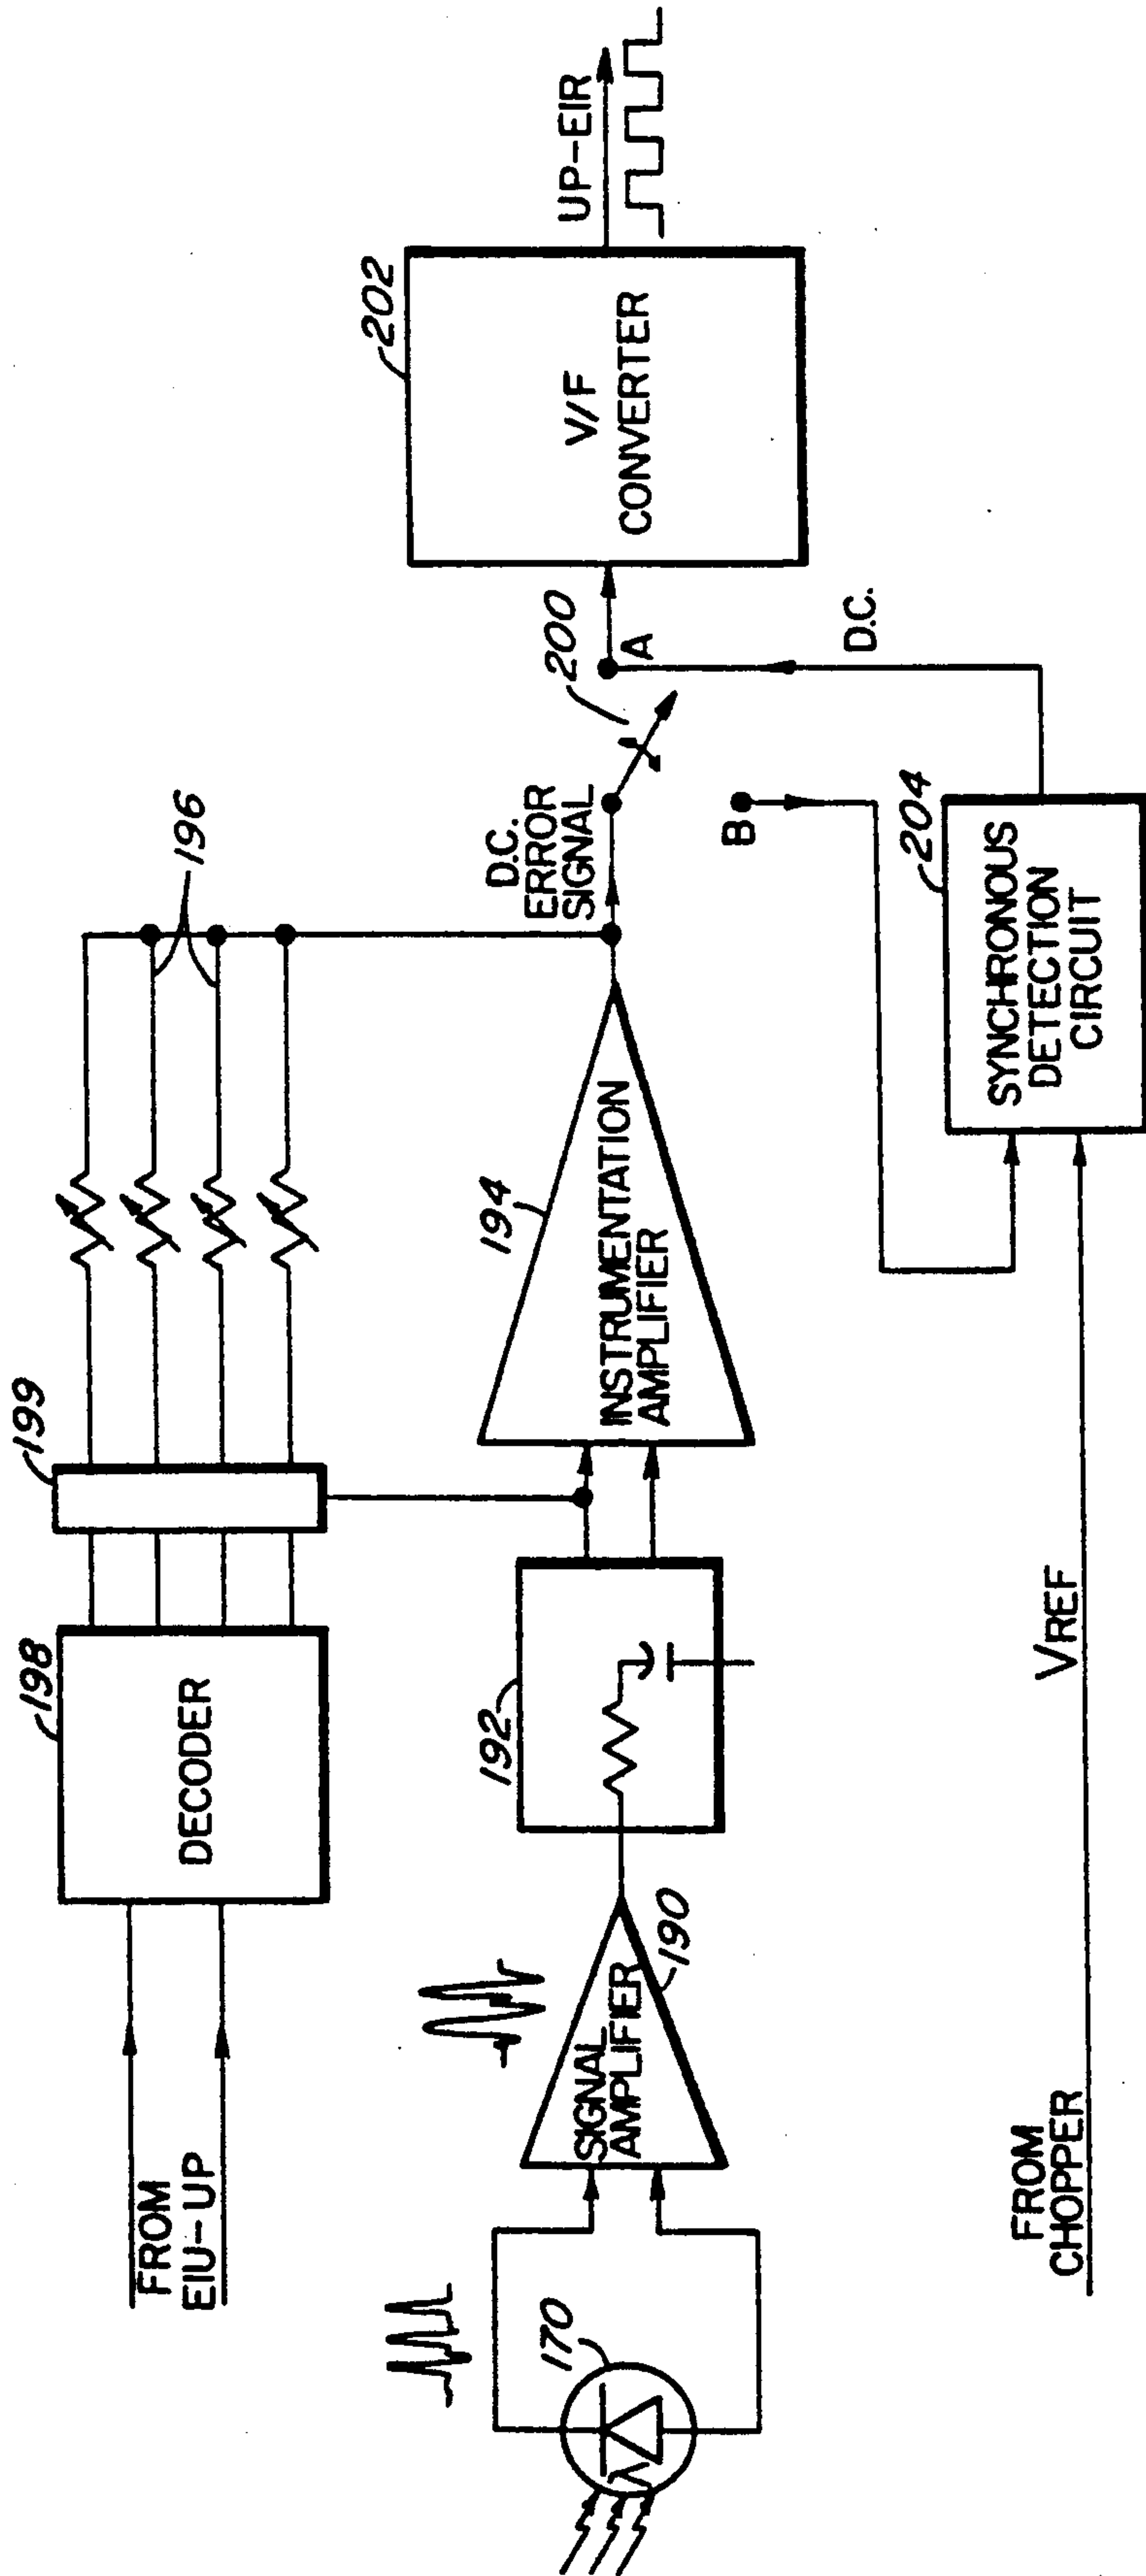 199
196
198
DECODER
FROM
EIU-UP
194
INSTRUMENTATION
AMPLIFIER
192
SIGNAL
AMPLIFIER
190
170
D.C.
ERROR
SIGNAL
200
A
B
202
V/F
CONVERTER
UP-EIR
D.C.
204
SYNCHRONOUS
DETECTION
CIRCUIT
VREF
FROM
CHOPPER